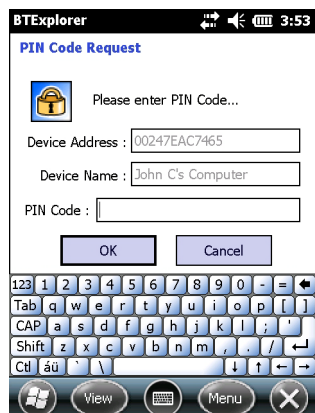 BTExplorer 3:53
PIN Code Request
Please enter PIN Code...
Device Address : 00247EAC7465
Device Name : John C's Computer
PIN Code :
OK Cancel
123 1 2 3 4 5 6 7 8 9 0 - =
Tab q w e r t y u i o p [ ]
CAP a s d f g h j k l ; '
Shift z x c v b n m , . /
Ctl áü ` \
View Menu